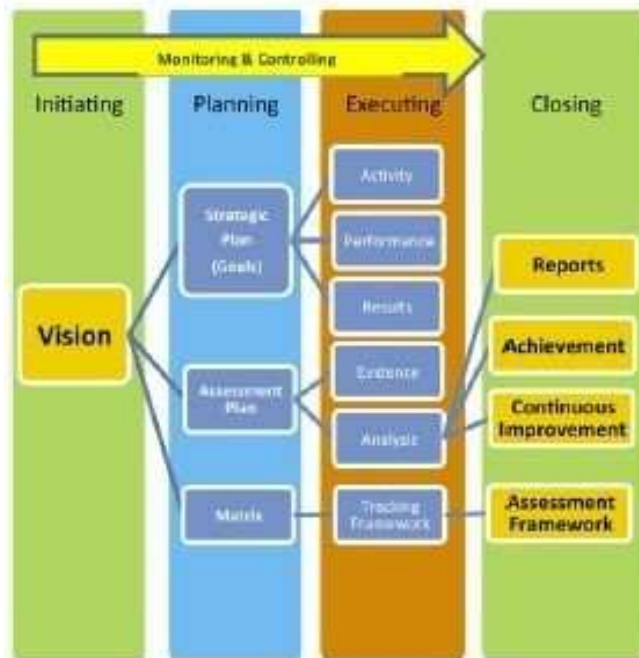 Monitoring & Controlling
Initiating
Planning
Executing
Closing
Vision
Strategic
Plan
(Goals)
Assessment
Plan
Matrix
Activity
Performance
Results
Evidence
Analysis
Tracking
Framework
Reports
Achievement
Continuous
Improvement
Assessment
Framework